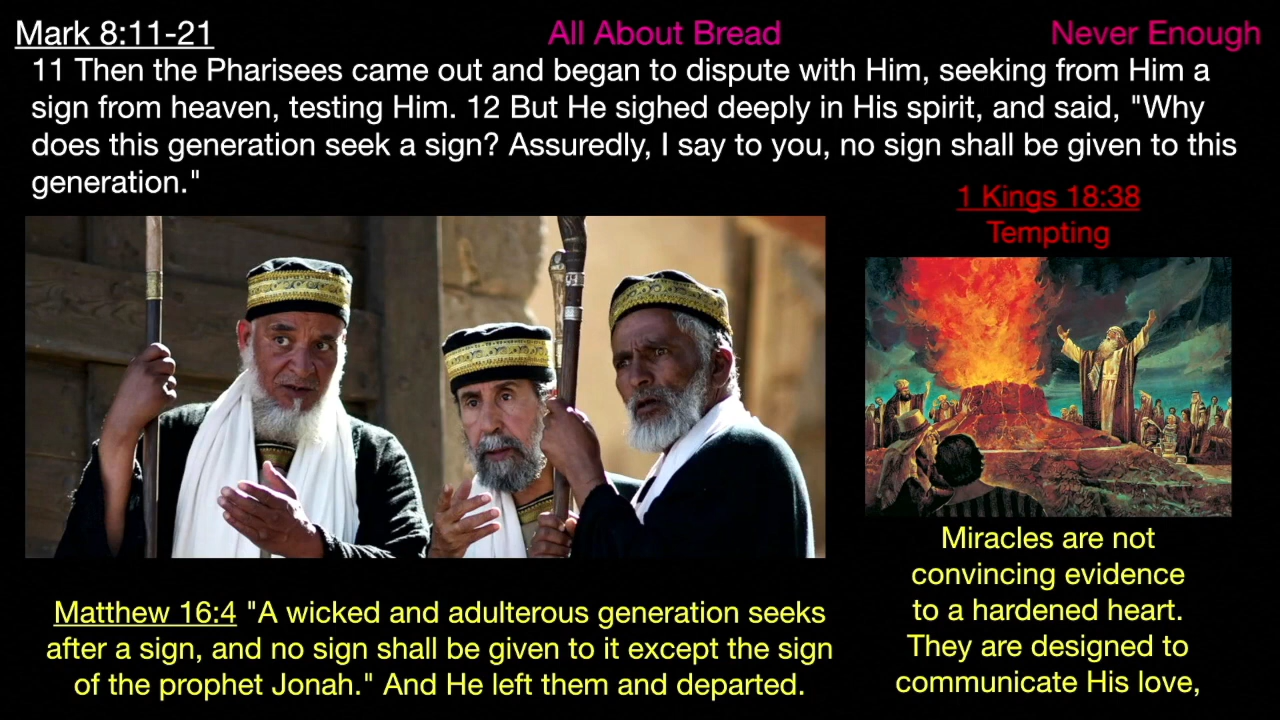 Mark 8:11-21 All About Bread Never Enough
11 Then the Pharisees came out and began to dispute with Him, seeking from Him a
sign from heaven, testing Him. 12 But He sighed deeply in His spirit, and said, "Why
does this generation seek a sign? Assuredly, I say to you, no sign shall be given to this
generation."
1 Kings 18:38
Tempting
Miracles are not
convincing evidence
to a hardened heart.
They are designed to
communicate His love,
Matthew 16:4 "A wicked and adulterous generation seeks
after a sign, and no sign shall be given to it except the sign
of the prophet Jonah." And He left them and departed.